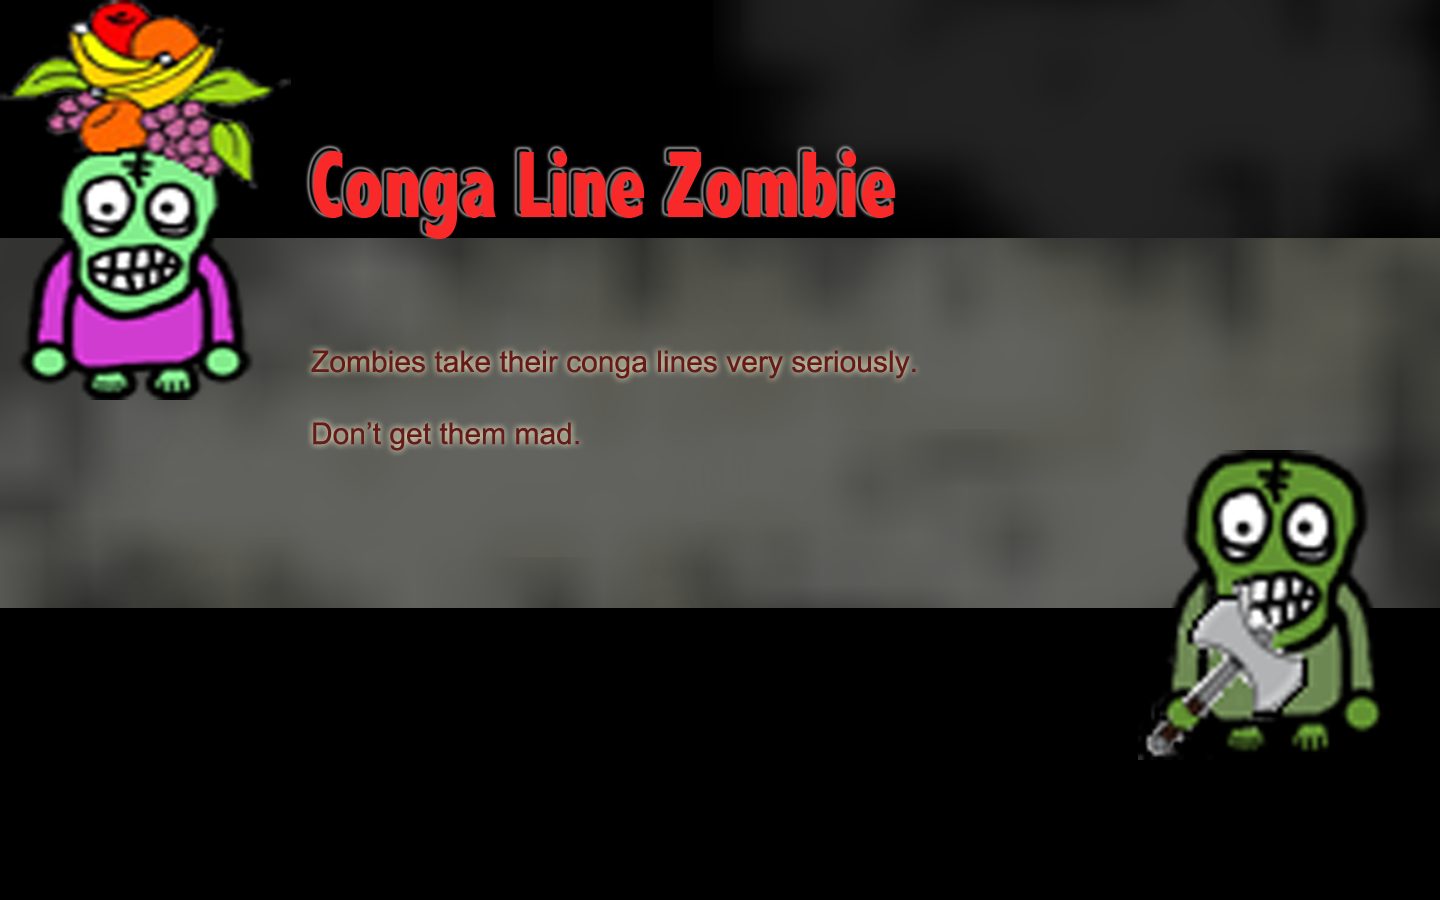 Conga Line Zombie
Zombies take their conga lines very seriously.
Don’t get them mad.